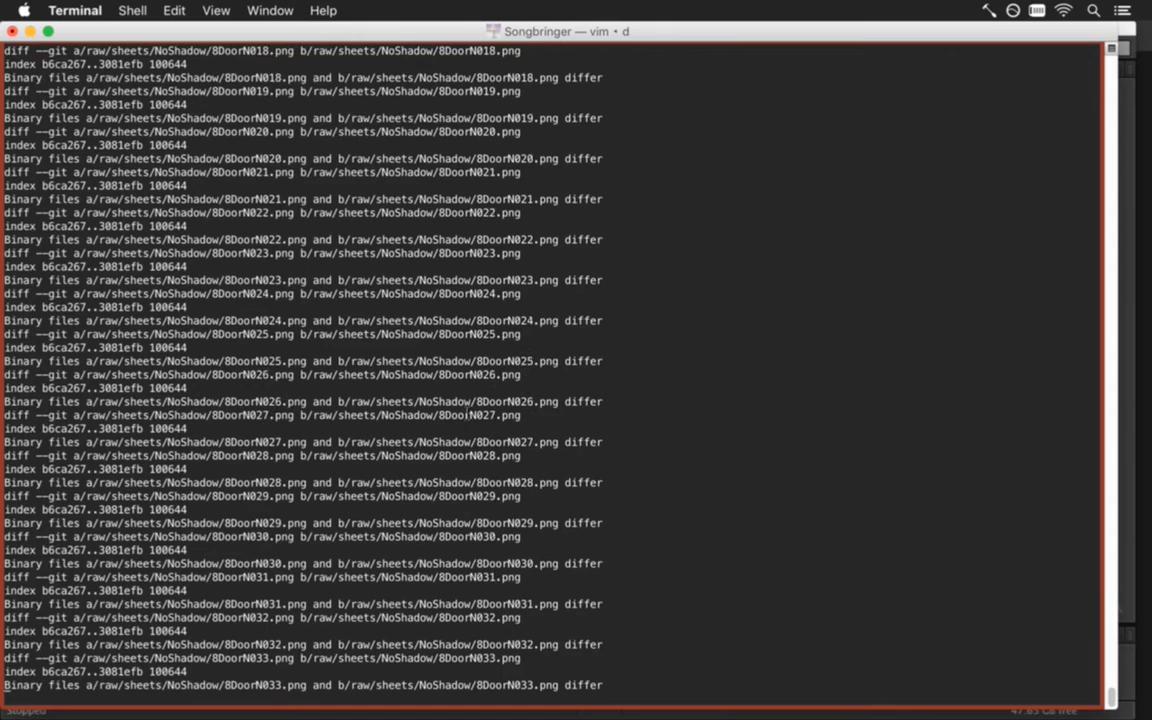 Terminal Shell Edit View Window Help
Songbringer — vim • d
diff --git a/raw/sheets/NoShadow/8DoorN018.png b/raw/sheets/NoShadow/8DoorN018.png
index b6ca267..3081efb 100644
Binary files a/raw/sheets/NoShadow/8DoorN018.png and b/raw/sheets/NoShadow/8DoorN018.png differ
diff --git a/raw/sheets/NoShadow/8DoorN019.png b/raw/sheets/NoShadow/8DoorN019.png
index b6ca267..3081efb 100644
Binary files a/raw/sheets/NoShadow/8DoorN019.png and b/raw/sheets/NoShadow/8DoorN019.png differ
diff --git a/raw/sheets/NoShadow/8DoorN020.png b/raw/sheets/NoShadow/8DoorN020.png
index b6ca267..3081efb 100644
Binary files a/raw/sheets/NoShadow/8DoorN020.png and b/raw/sheets/NoShadow/8DoorN020.png differ
diff --git a/raw/sheets/NoShadow/8DoorN021.png b/raw/sheets/NoShadow/8DoorN021.png
index b6ca267..3081efb 100644
Binary files a/raw/sheets/NoShadow/8DoorN021.png and b/raw/sheets/NoShadow/8DoorN021.png differ
diff --git a/raw/sheets/NoShadow/8DoorN022.png b/raw/sheets/NoShadow/8DoorN022.png
index b6ca267..3081efb 100644
Binary files a/raw/sheets/NoShadow/8DoorN022.png and b/raw/sheets/NoShadow/8DoorN022.png differ
diff --git a/raw/sheets/NoShadow/8DoorN023.png b/raw/sheets/NoShadow/8DoorN023.png
index b6ca267..3081efb 100644
Binary files a/raw/sheets/NoShadow/8DoorN023.png and b/raw/sheets/NoShadow/8DoorN023.png differ
diff --git a/raw/sheets/NoShadow/8DoorN024.png b/raw/sheets/NoShadow/8DoorN024.png
index b6ca267..3081efb 100644
Binary files a/raw/sheets/NoShadow/8DoorN024.png and b/raw/sheets/NoShadow/8DoorN024.png differ
diff --git a/raw/sheets/NoShadow/8DoorN025.png b/raw/sheets/NoShadow/8DoorN025.png
index b6ca267..3081efb 100644
Binary files a/raw/sheets/NoShadow/8DoorN025.png and b/raw/sheets/NoShadow/8DoorN025.png differ
diff --git a/raw/sheets/NoShadow/8DoorN026.png b/raw/sheets/NoShadow/8DoorN026.png
index b6ca267..3081efb 100644
Binary files a/raw/sheets/NoShadow/8DoorN026.png and b/raw/sheets/NoShadow/8DoorN026.png differ
diff --git a/raw/sheets/NoShadow/8DoorN027.png b/raw/sheets/NoShadow/8DoorN027.png
index b6ca267..3081efb 100644
Binary files a/raw/sheets/NoShadow/8DoorN027.png and b/raw/sheets/NoShadow/8DoorN027.png differ
diff --git a/raw/sheets/NoShadow/8DoorN028.png b/raw/sheets/NoShadow/8DoorN028.png
index b6ca267..3081efb 100644
Binary files a/raw/sheets/NoShadow/8DoorN028.png and b/raw/sheets/NoShadow/8DoorN028.png differ
diff --git a/raw/sheets/NoShadow/8DoorN029.png b/raw/sheets/NoShadow/8DoorN029.png
index b6ca267..3081efb 100644
Binary files a/raw/sheets/NoShadow/8DoorN029.png and b/raw/sheets/NoShadow/8DoorN029.png differ
diff --git a/raw/sheets/NoShadow/8DoorN030.png b/raw/sheets/NoShadow/8DoorN030.png
index b6ca267..3081efb 100644
Binary files a/raw/sheets/NoShadow/8DoorN030.png and b/raw/sheets/NoShadow/8DoorN030.png differ
diff --git a/raw/sheets/NoShadow/8DoorN031.png b/raw/sheets/NoShadow/8DoorN031.png
index b6ca267..3081efb 100644
Binary files a/raw/sheets/NoShadow/8DoorN031.png and b/raw/sheets/NoShadow/8DoorN031.png differ
diff --git a/raw/sheets/NoShadow/8DoorN032.png b/raw/sheets/NoShadow/8DoorN032.png
index b6ca267..3081efb 100644
Binary files a/raw/sheets/NoShadow/8DoorN032.png and b/raw/sheets/NoShadow/8DoorN032.png differ
diff --git a/raw/sheets/NoShadow/8DoorN033.png b/raw/sheets/NoShadow/8DoorN033.png
index b6ca267..3081efb 100644
Binary files a/raw/sheets/NoShadow/8DoorN033.png and b/raw/sheets/NoShadow/8DoorN033.png differ